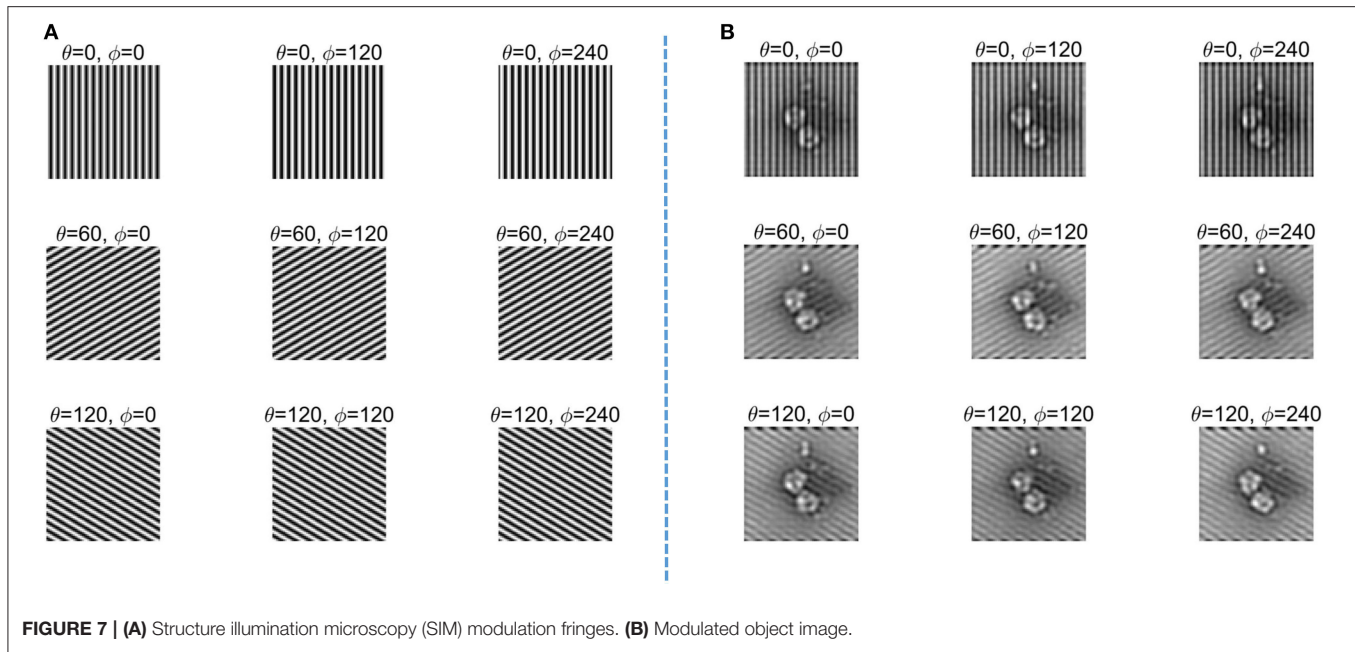 A
B
θ=0, ϕ=0
θ=0, ϕ=120
θ=0, ϕ=240
θ=0, ϕ=0
θ=0, ϕ=120
θ=0, ϕ=240
θ=60, ϕ=0
θ=60, ϕ=120
θ=60, ϕ=240
θ=60, ϕ=0
θ=60, ϕ=120
θ=60, ϕ=240
θ=120, ϕ=0
θ=120, ϕ=120
θ=120, ϕ=240
θ=120, ϕ=0
θ=120, ϕ=120
θ=120, ϕ=240
FIGURE 7 | (A) Structure illumination microscopy (SIM) modulation fringes. (B) Modulated object image.